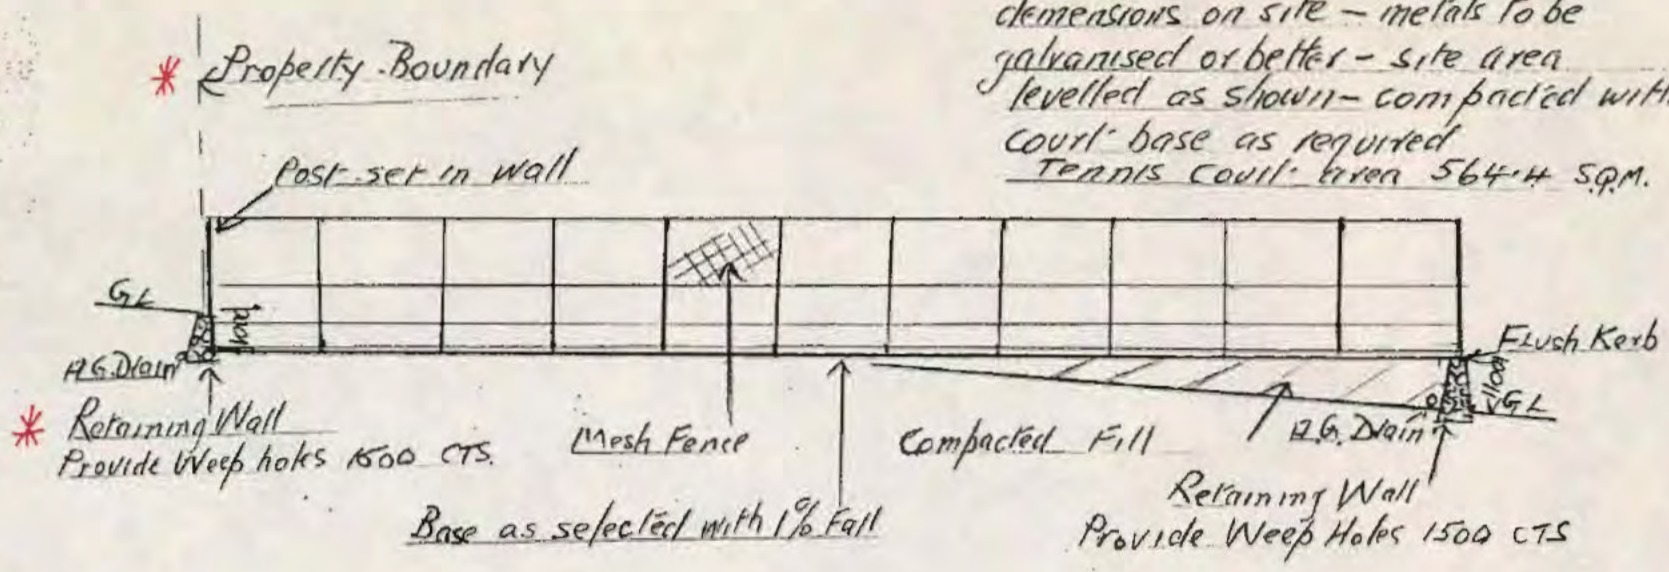 demensions on site - metals to be
galvanised or better - site area
levelled as shown - compacted with
court base as required
Tennis Court area 564.4 S.Q.M.
* Property Boundary
Post set in wall
GL
A.G. Drain
Flush Kerb
1100
GL
* Retaining Wall
Provide Weep holes 1500 CTS.
Mesh Fence
Compacted Fill
A.G. Drain
Base as selected with 1% Fall
Retaining Wall
Provide Weep Holes 1500 CTS